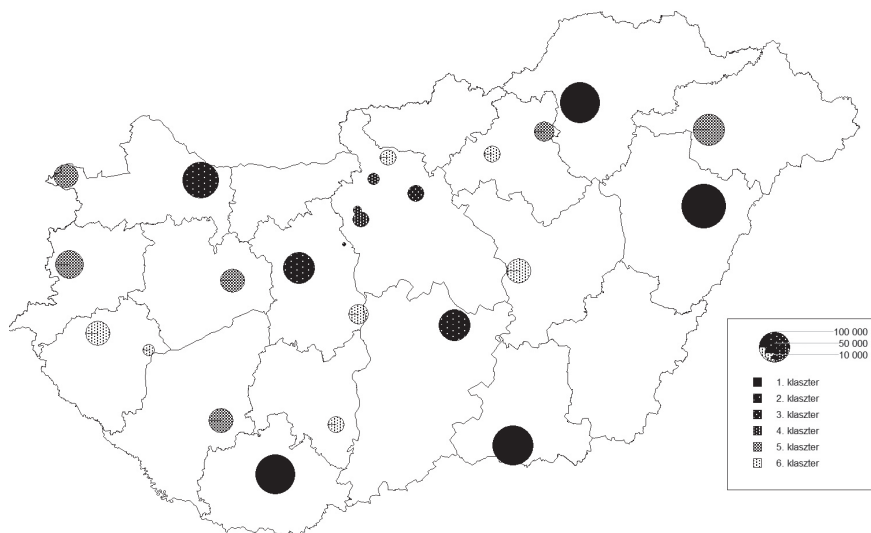 100 000
50 000
10 000
1. klaszter
2. klaszter
3. klaszter
4. klaszter
5. klaszter
6. klaszter